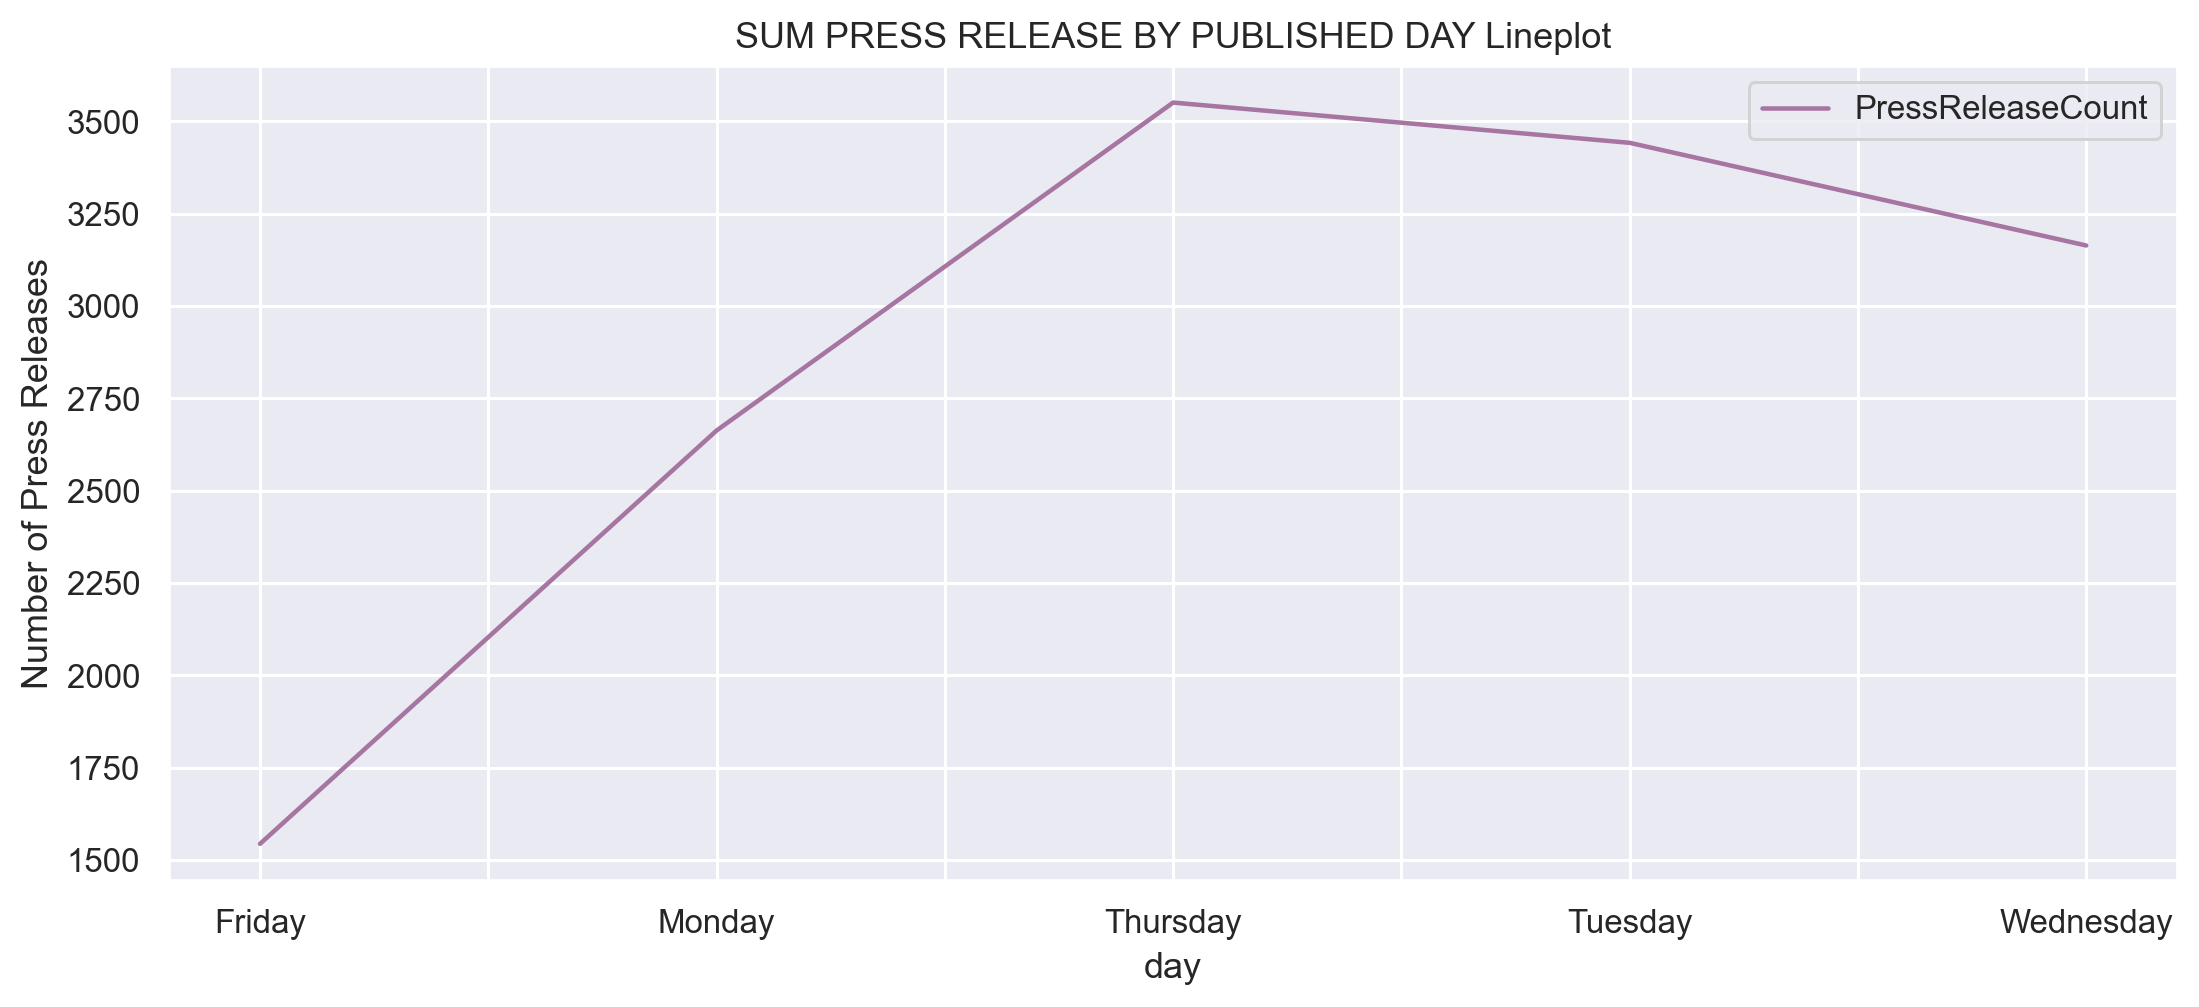 SUM PRESS RELEASE BY PUBLISHED DAY Lineplot
PressReleaseCount
Number of Press Releases
3500
3250
3000
2750
2500
2250
2000
1750
1500
Friday Monday Thursday Tuesday Wednesday
day